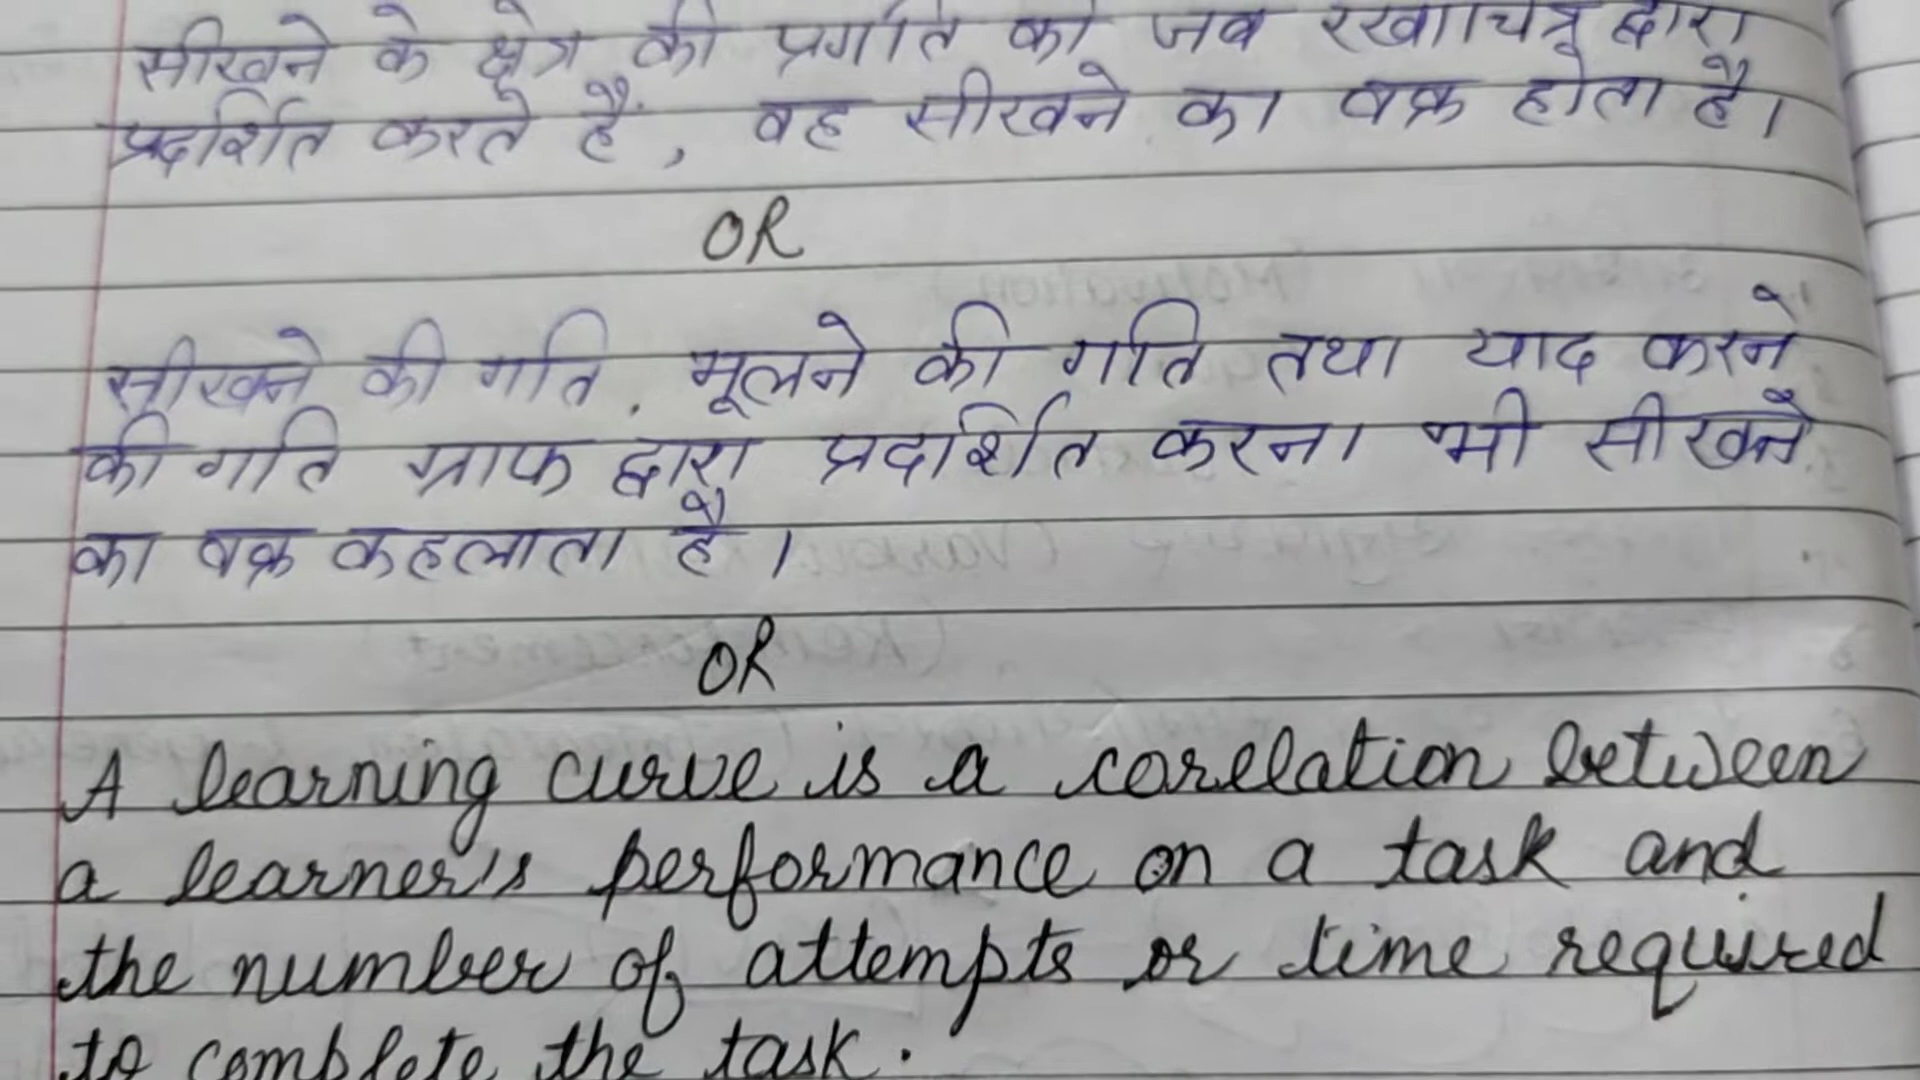 सीखने के क्षेत्र की प्रगति को जब रेखाचित्र द्वारा
प्रदर्शित करते है, वह सीखने का वक्र होता है।
OR
सीखने की गति, भूलने की गति तथा याद करने
की गति ग्राफ द्वारा प्रदर्शित करना भी सीखने
का वक्र कहलाता है।
OR
A learning curve is a corelation between
a learner's performance on a task and
the number of attempts or time required
to complete the task.